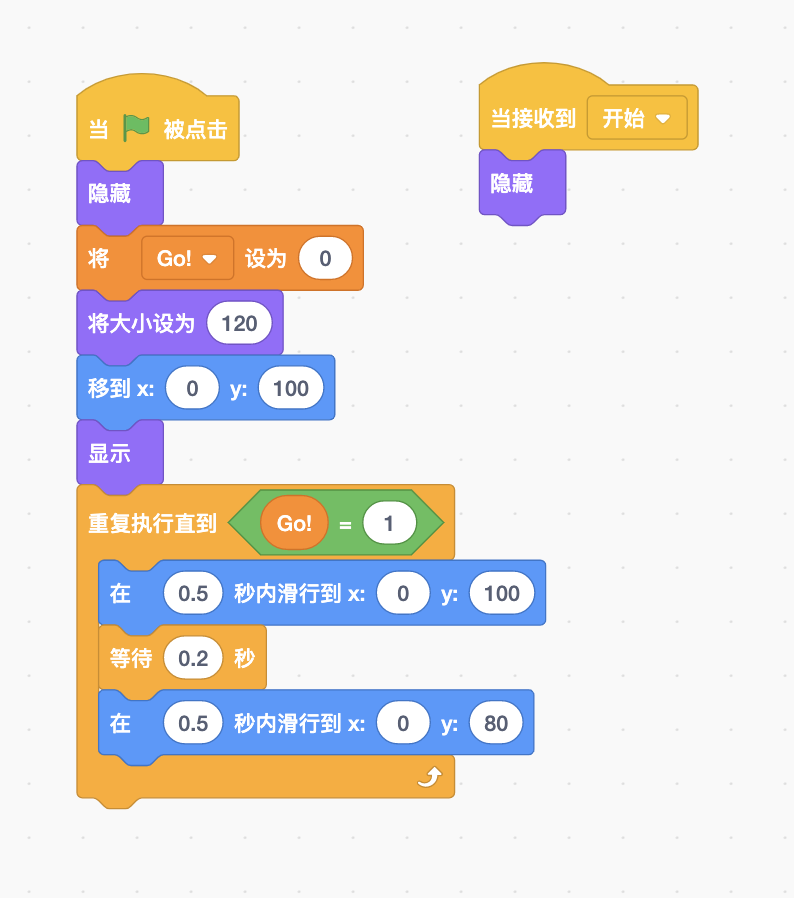 当 被点击
隐藏
将 Go! 设为 0
将大小设为 120
移到 x: 0 y: 100
显示
重复执行直到 Go! = 1
在 0.5 秒内滑行到 x: 0 y: 100
等待 0.2 秒
在 0.5 秒内滑行到 x: 0 y: 80
当接收到 开始
隐藏